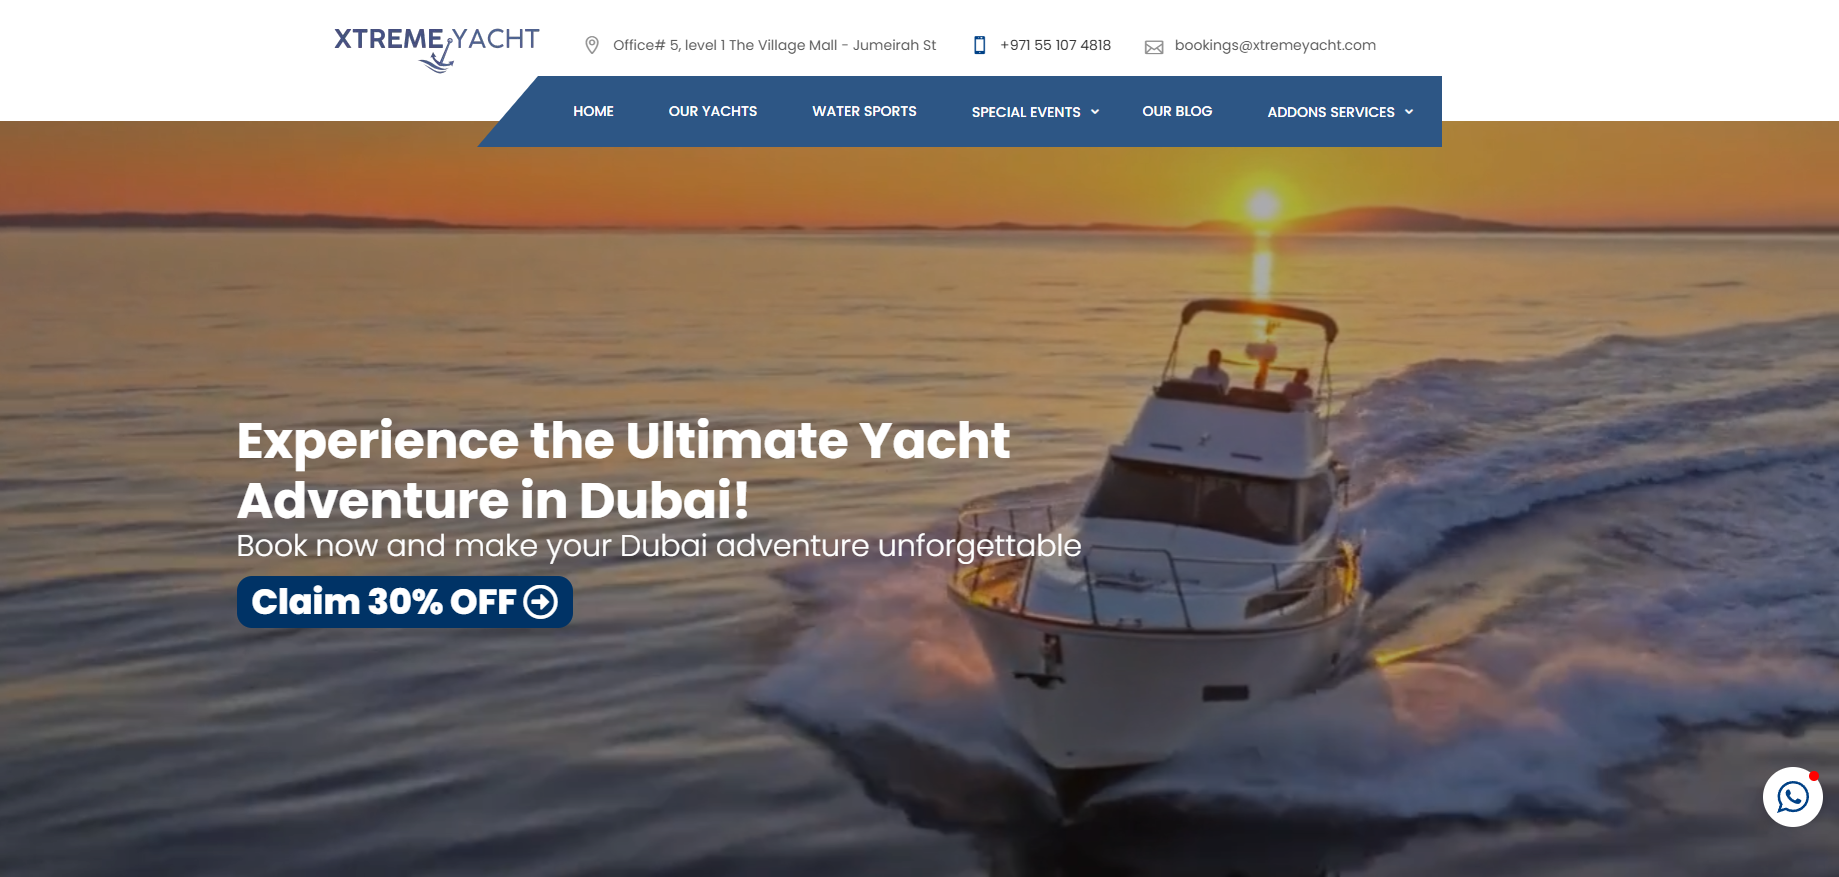 XTREME YACHT
Office# 5, level 1 The Village Mall - Jumeirah St
+971 55 107 4818
bookings@xtremeyacht.com
HOME
OUR YACHTS
WATER SPORTS
SPECIAL EVENTS
OUR BLOG
ADDONS SERVICES
Experience the Ultimate Yacht
Adventure in Dubai!
Book now and make your Dubai adventure unforgettable
Claim 30% OFF